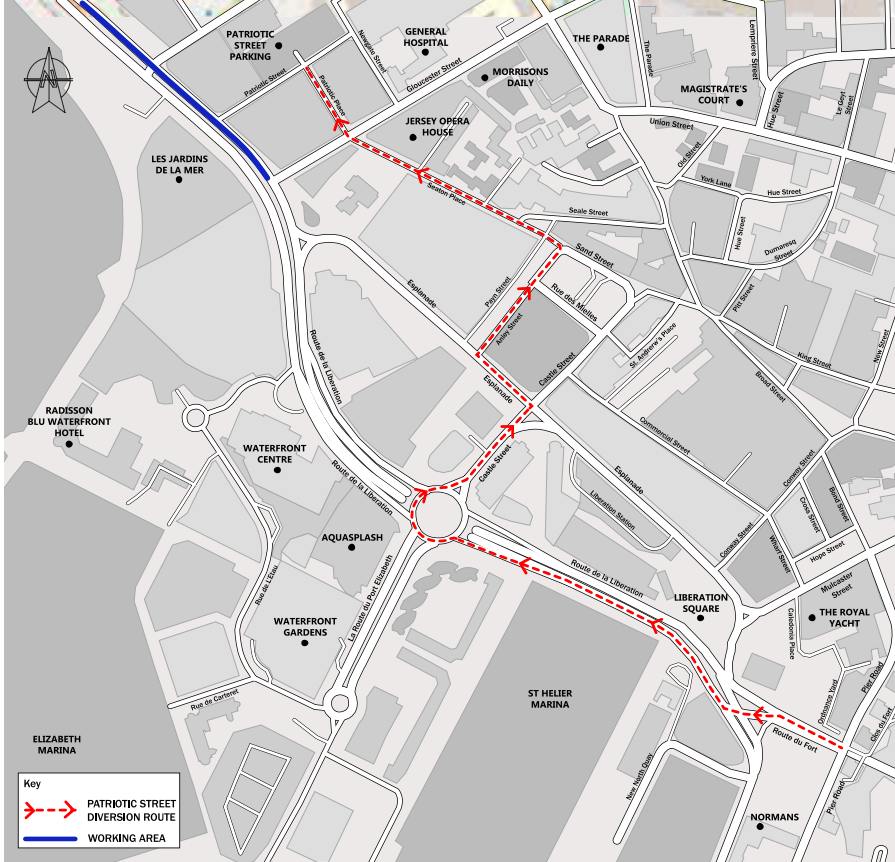 PATRIOTIC
STREET
PARKING
GENERAL
HOSPITAL
THE PARADE
MORRISONS
DAILY
MAGISTRATE'S
COURT
JERSEY OPERA
HOUSE
LES JARDINS
DE LA MER
N
Newgate Street
Patriotic Street
Patriotic Place
Gloucester Street
The Parade
Lempriere Street
Hue Street
Le Geyt
Street
Union Street
Old Street
York Lane
Hue Street
Hue Street
Seaton Place
Seale Street
Sand Street
Dumaresq
Street
Pitt Street
Esplanade
Payn Street
Rue des Mielles
Anley Street
Castle Street
St. Andrew's Place
King Street
New Street
Broad Street
Route de la Liberation
Esplanade
Commercial Street
RADISSON
BLU WATERFRONT
HOTEL
WATERFRONT
CENTRE
Route de la Liberation
Castle Street
Esplanade
Liberation Station
Conway Street
Conway Street
Cross Street
Bond Street
Wharf Street
Hope Street
AQUASPLASH
Rue de L'Etau
La Route du Port Elizabeth
Route de la Liberation
LIBERATION
SQUARE
Mulcaster
Street
THE ROYAL
YACHT
Caledonia Place
WATERFRONT
GARDENS
ST HELIER
MARINA
Rue de Carteret
Ordnance Yard
Pier Road
Clos du Fort
Route du Fort
New North Quay
Pier Road
NORMANS
ELIZABETH
MARINA
Key
PATRIOTIC STREET
DIVERSION ROUTE
WORKING AREA